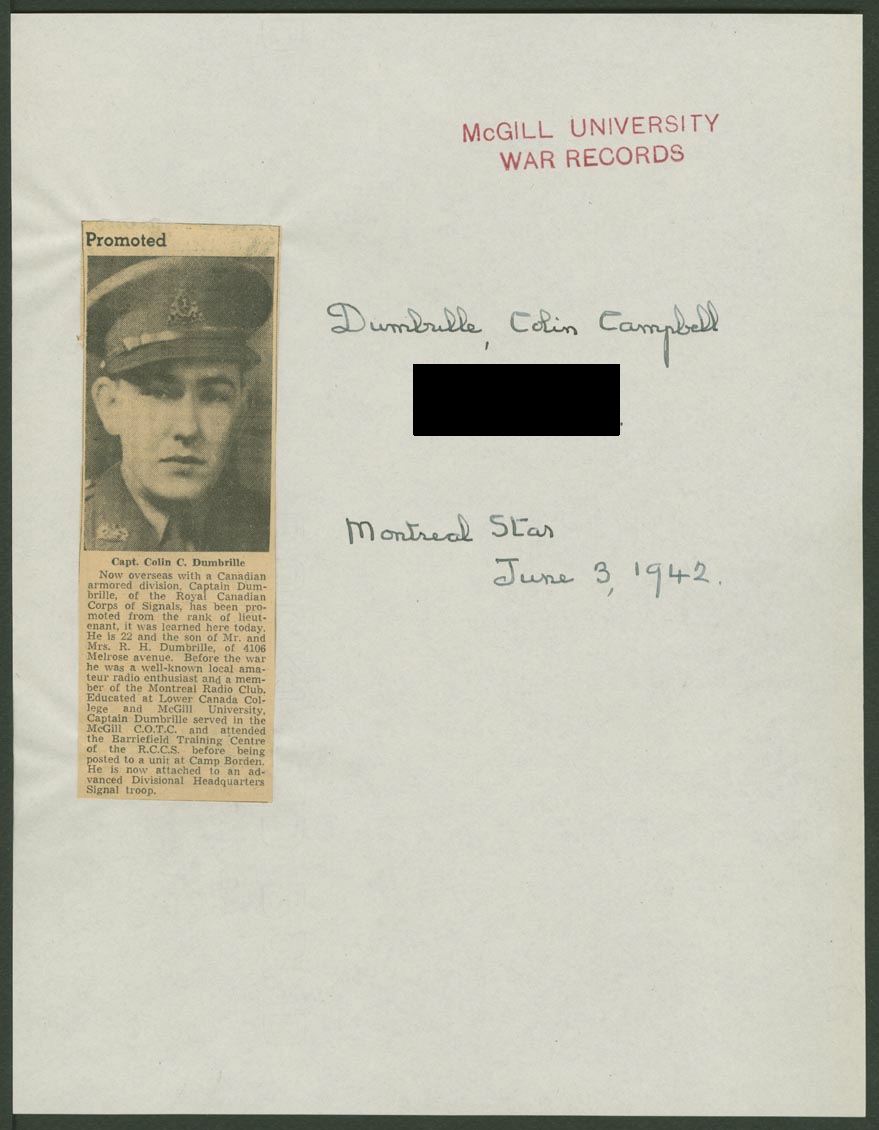 McGILL UNIVERSITY
WAR RECORDS
Promoted
Dumbrille, Colin Campbell
Montreal Star
June 3, 1942.
Capt. Colin C. Dumbrille
Now overseas with a Canadian
armored division, Captain Dum-
brille, of the Royal Canadian
Corps of Signals, has been pro-
moted from the rank of lieut-
enant, it was learned here today.
He is 22 and the son of Mr. and
Mrs. R. H. Dumbrille, of 4106
Melrose avenue. Before the war
he was a well-known local ama-
teur radio enthusiast and a mem-
ber of the Montreal Radio Club.
Educated at Lower Canada Col-
lege and McGill University,
Captain Dumbrille served in the
McGill C.O.T.C. and attended
the Barriefield Training Centre
of the R.C.C.S. before being
posted to a unit at Camp Borden.
He is now attached to an ad-
vanced Divisional Headquarters
Signal troop.